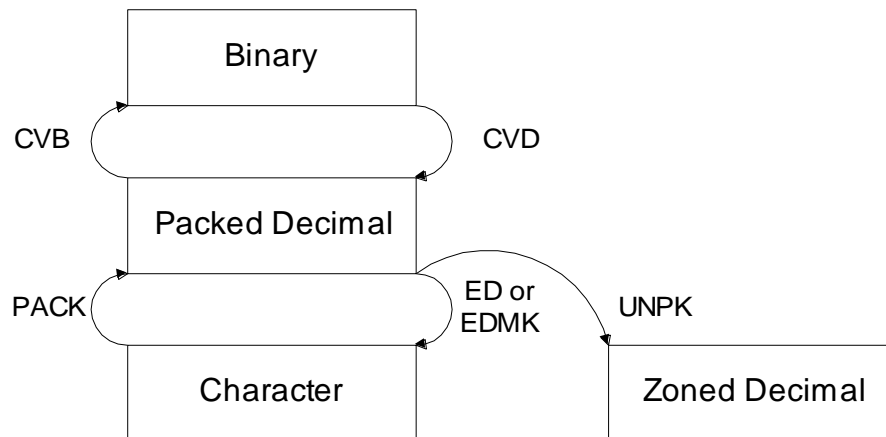 Binary
CVB
CVD
Packed Decimal
PACK
ED or
EDMK
UNPK
Character
Zoned Decimal